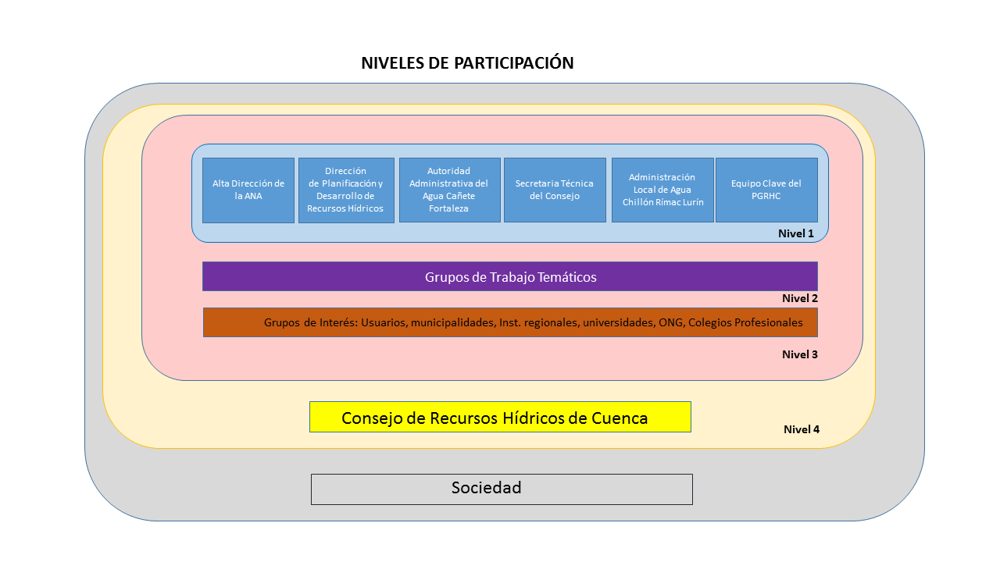 NIVELES DE PARTICIPACIÓN
Alta Dirección de
la ANA
Dirección
de Planificación y
Desarrollo de
Recursos Hídricos
Autoridad
Administrativa del
Agua Cañete
Fortaleza
Secretaria Técnica
del Consejo
Administración
Local de Agua
Chillón Rímac Lurín
Equipo Clave del
PGRHC
Nivel 1
Grupos de Trabajo Temáticos
Nivel 2
Grupos de Interés: Usuarios, municipalidades, Inst. regionales, universidades, ONG, Colegios Profesionales
Nivel 3
Consejo de Recursos Hídricos de Cuenca
Nivel 4
Sociedad